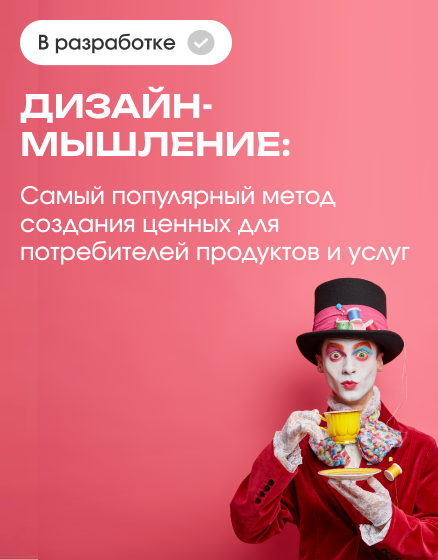 В разработке
ДИЗАЙН-
МЫШЛЕНИЕ:
Самый популярный метод
создания ценных для
потребителей продуктов и услуг